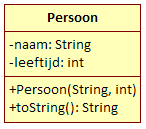 Persoon
-naam: String
-leeftijd: int
+Persoon(String, int)
+toString(): String